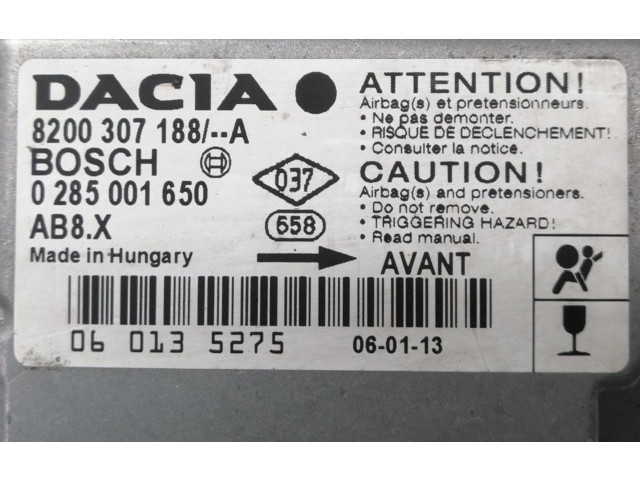 DACIA
8200 307 188/--A
BOSCH
0 285 001 650
AB8.X
Made in Hungary
037
658
ATTENTION!
Airbag(s) et pretensionneurs.
• Ne pas demonter.
• RISQUE DE DECLENCHEMENT!
• Consulter la notice.
CAUTION!
Airbag(s) and pretensioners.
• Do not remove.
• TRIGGERING HAZARD!
• Read manual.
AVANT
06 013 5275
06-01-13